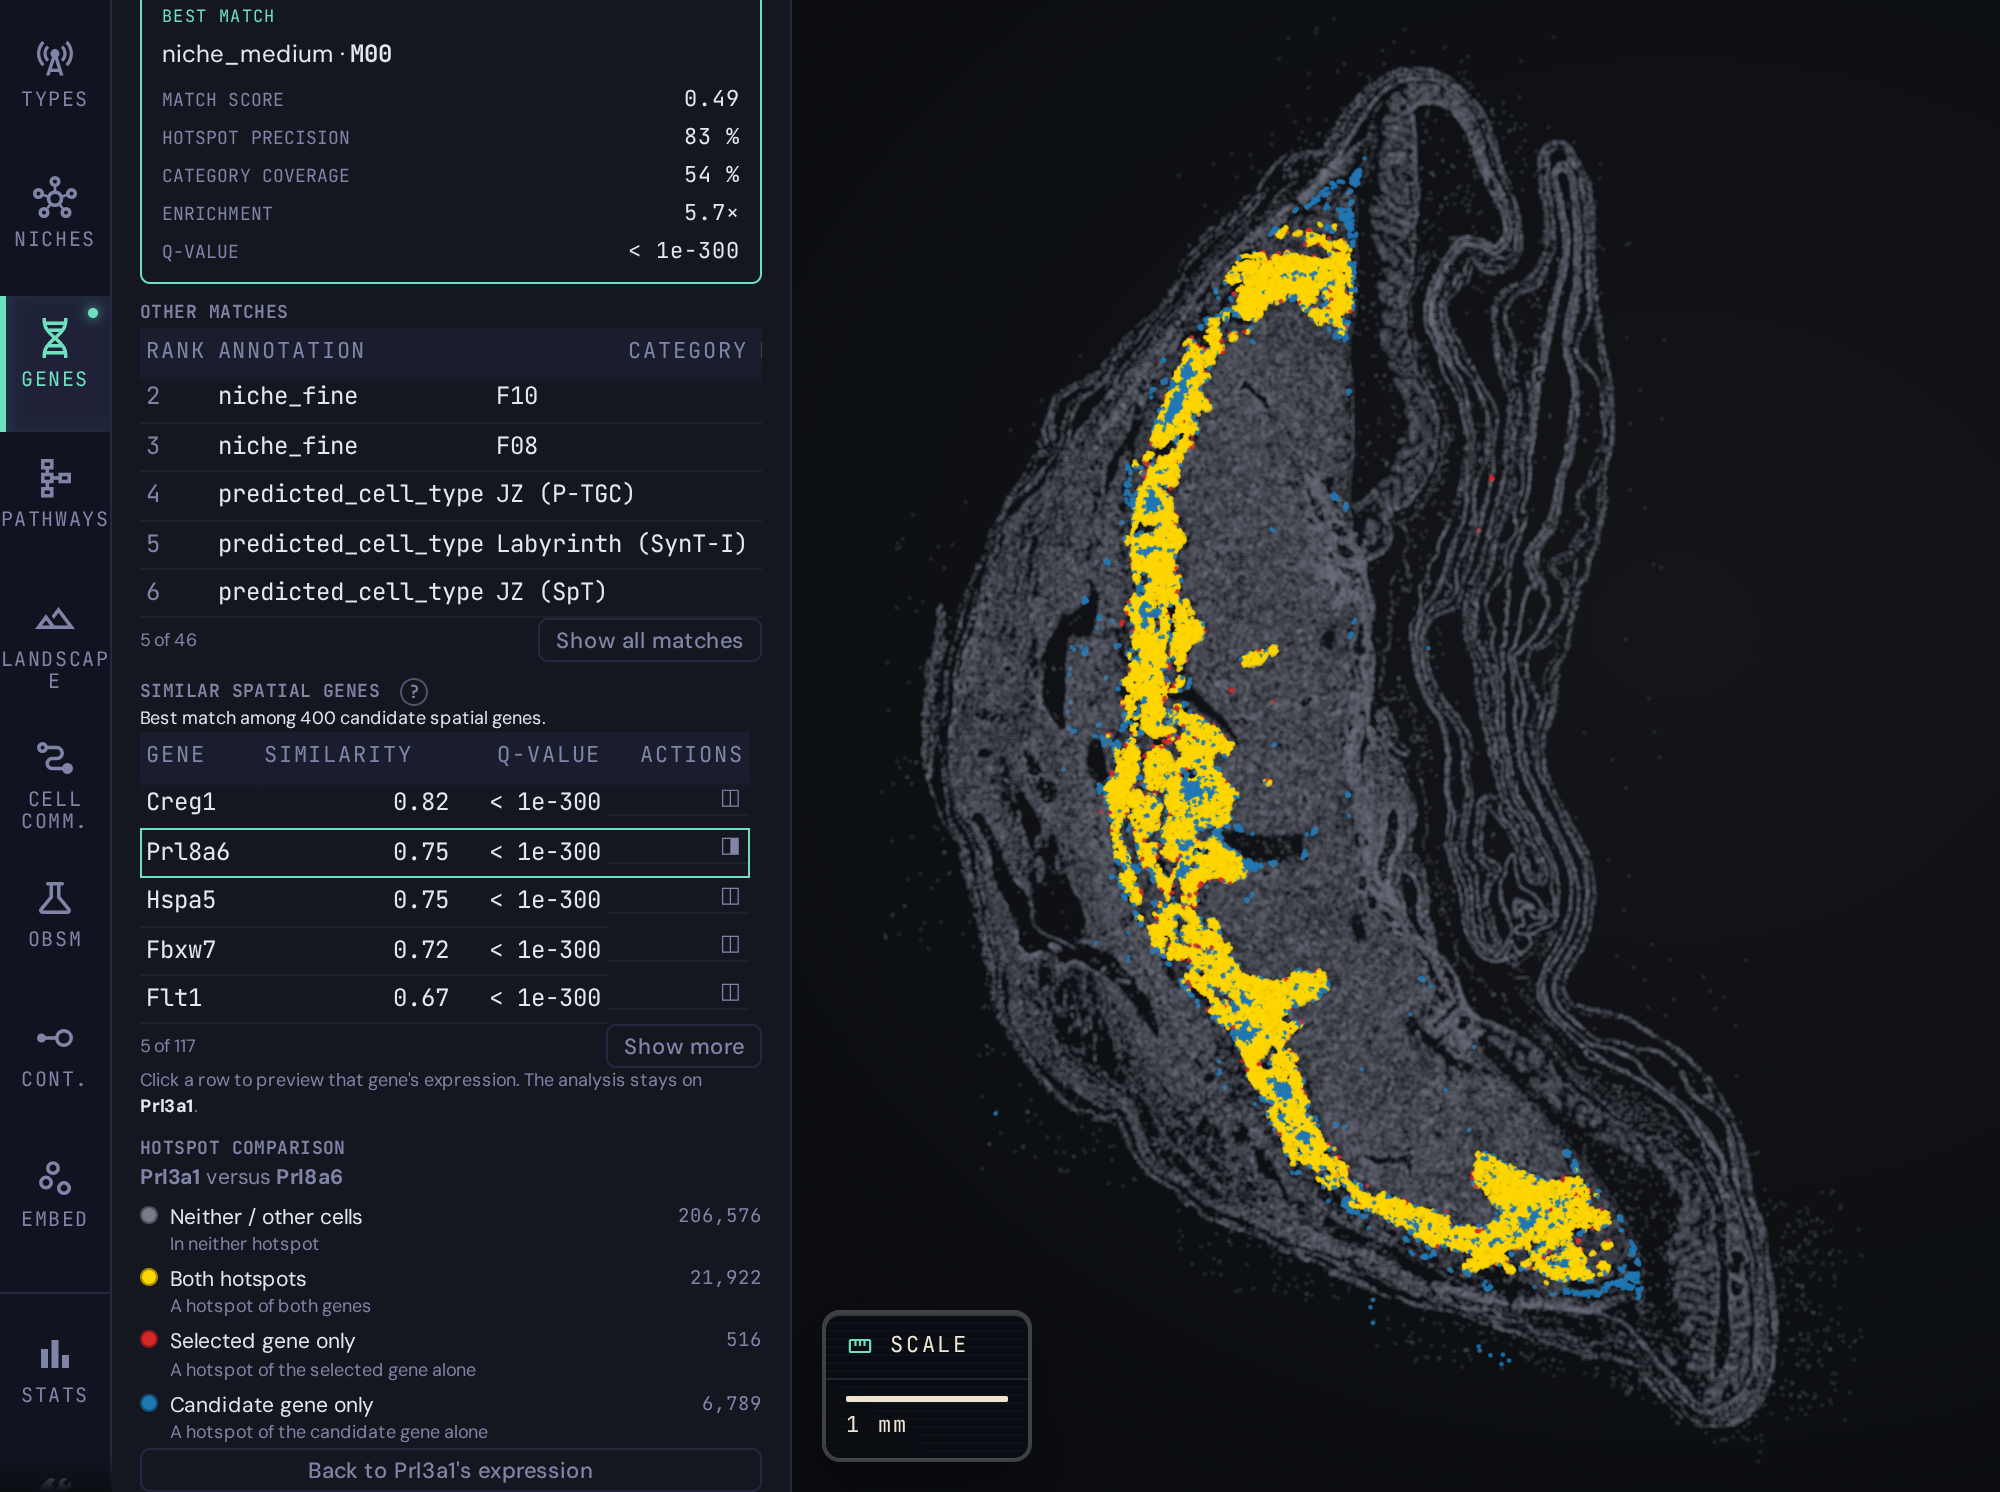 TYPES
NICHES
GENES
PATHWAYS
LANDSCAP
E
CELL
COMM.
OBSM
CONT.
EMBED
STATS
BEST MATCH
niche_medium · M00
MATCH SCORE 0.49
HOTSPOT PRECISION 83 %
CATEGORY COVERAGE 54 %
ENRICHMENT 5.7×
Q-VALUE < 1e-300
OTHER MATCHES
RANK ANNOTATION CATEGORY
2 niche_fine F10
3 niche_fine F08
4 predicted_cell_type JZ (P-TGC)
5 predicted_cell_type Labyrinth (SynT-I)
6 predicted_cell_type JZ (SpT)
5 of 46 Show all matches
SIMILAR SPATIAL GENES ?
Best match among 400 candidate spatial genes.
GENE SIMILARITY Q-VALUE ACTIONS
Creg1 0.82 < 1e-300
Prl8a6 0.75 < 1e-300
Hspa5 0.75 < 1e-300
Fbxw7 0.72 < 1e-300
Flt1 0.67 < 1e-300
5 of 117 Show more
Click a row to preview that gene's expression. The analysis stays on
Prl3a1.
HOTSPOT COMPARISON
Prl3a1 versus Prl8a6
Neither / other cells 206,576
In neither hotspot
Both hotspots 21,922
A hotspot of both genes
Selected gene only 516
A hotspot of the selected gene alone
Candidate gene only 6,789
A hotspot of the candidate gene alone
Back to Prl3a1's expression
SCALE
1 mm